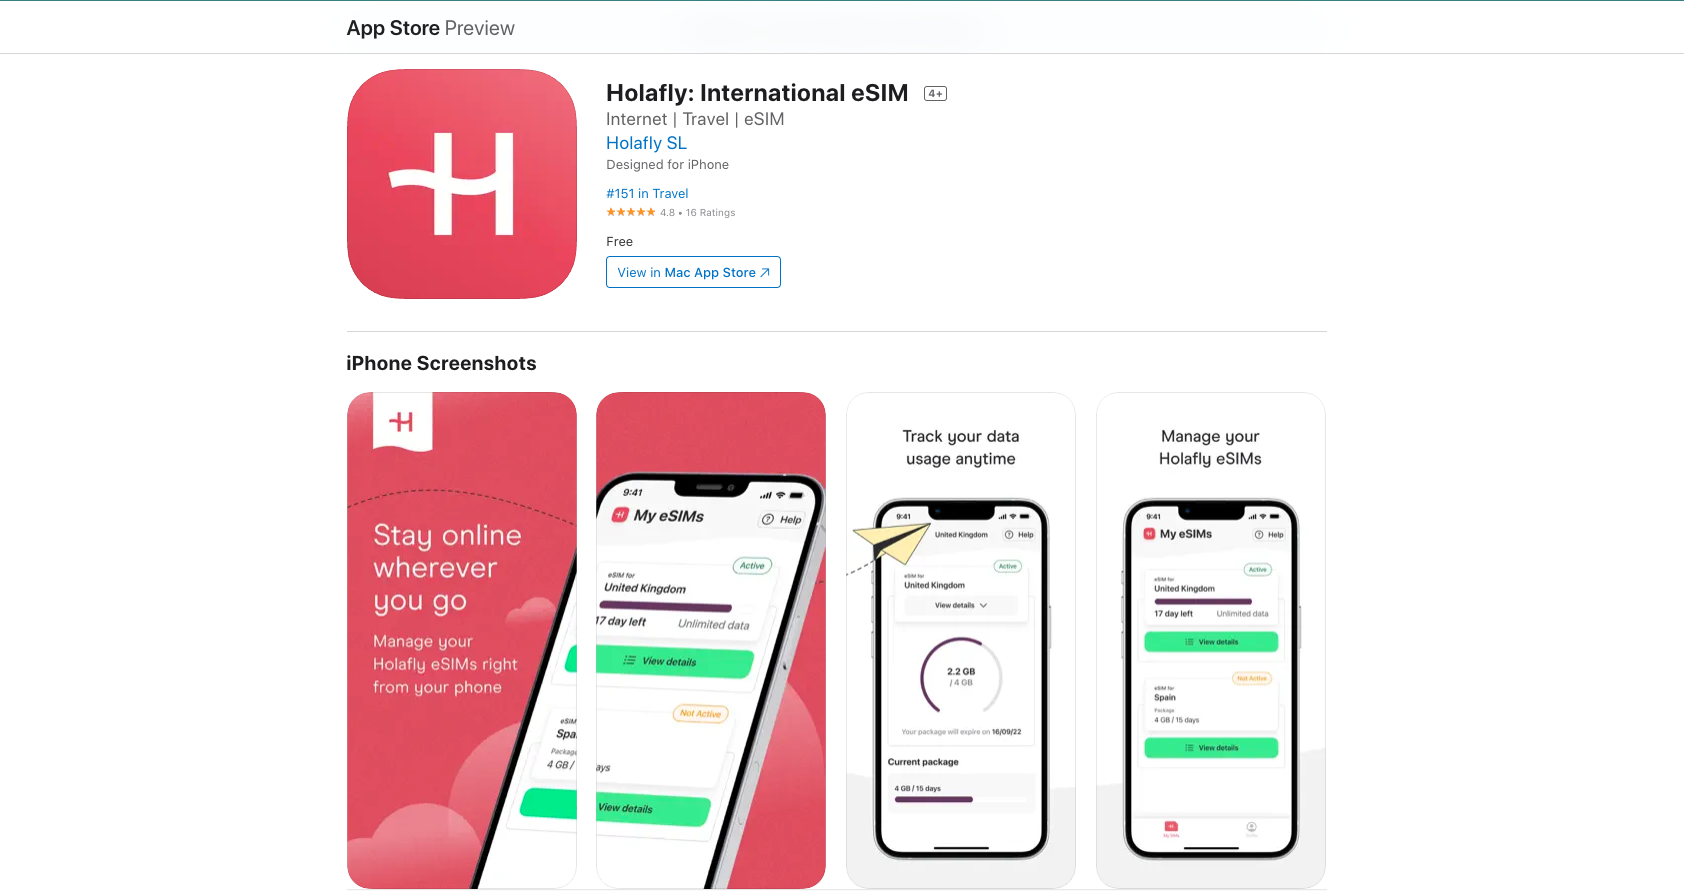 App Store Preview
Holafly: International eSIM 4+
Internet | Travel | eSIM
Holafly SL
Designed for iPhone
#151 in Travel
4.8 • 16 Ratings
Free
View in Mac App Store
iPhone Screenshots
Stay online
wherever
you go
Manage your
Holafly eSIMs right
from your phone
eSIM
Spa
Package
4 GB /
9:41
My eSIMs
Help
Active
eSIM for
United Kingdom
17 day left
Unlimited data
View details
Not Active
ays
View details
Track your data
usage anytime
9:41
United Kingdom
Help
Active
eSIM for
United Kingdom
View details
2.2 GB
/ 4 GB
Your package will expire on 16/09/22
Current package
4 GB / 15 days
Manage your
Holafly eSIMs
9:41
My eSIMs
Help
Active
eSIM for
United Kingdom
17 day left
Unlimited data
View details
Not Active
eSIM for
Spain
Package
4 GB / 15 days
View details
My SIMs